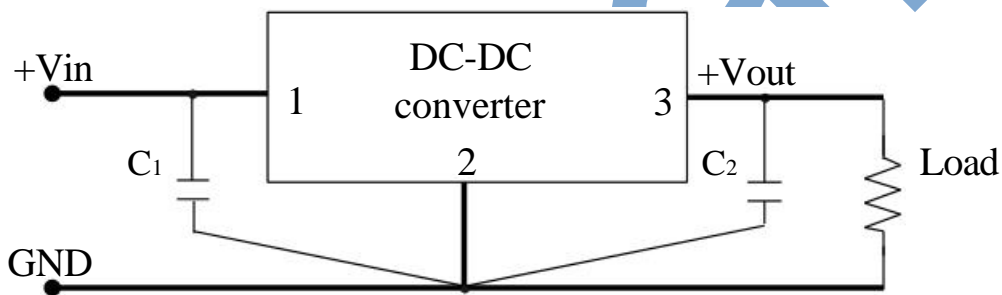 +Vin
DC-DC
converter
+Vout
1
3
2
C1
C2
Load
GND